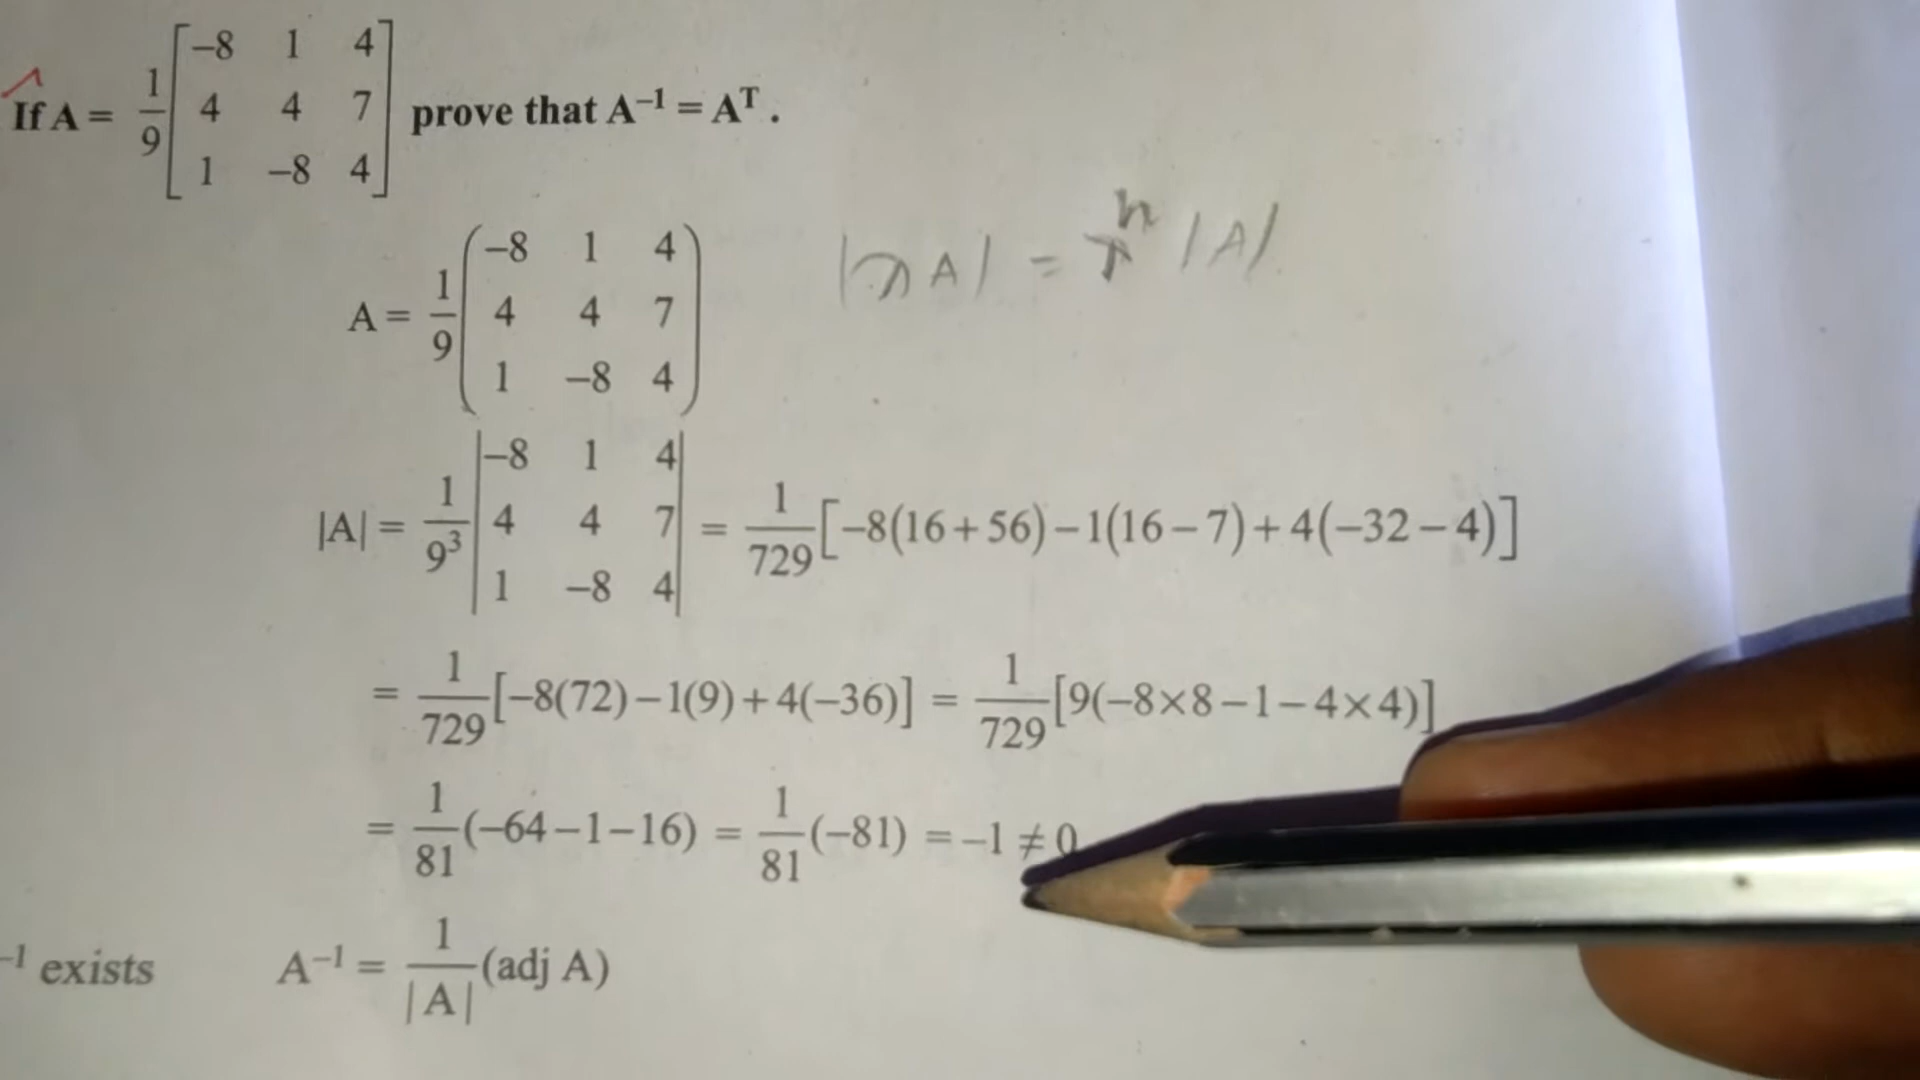 If A = 1/9 [−8 1 4
4 4 7
1 −8 4] prove that A⁻¹ = Aᵀ.
A = 1/9 (−8 1 4
4 4 7
1 −8 4)
|λA| = λⁿ |A|
|A| = 1/9³ |−8 1 4
4 4 7
1 −8 4| = 1/729 [−8(16+56)−1(16−7)+4(−32−4)]
= 1/729 [−8(72)−1(9)+4(−36)] = 1/729 [9(−8×8−1−4×4)]
= 1/81 (−64−1−16) = 1/81 (−81) = −1 ≠ 0
⁻¹ exists A⁻¹ = 1/|A| (adj A)